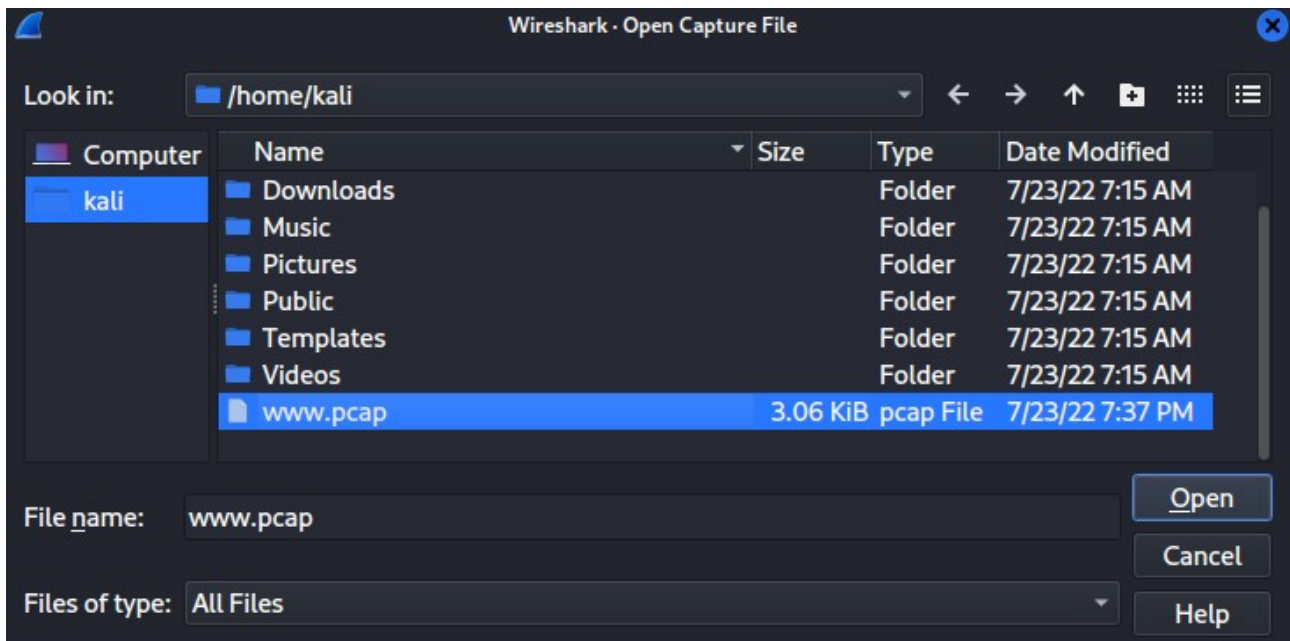 Wireshark · Open Capture File
Look in: /home/kali
Computer
kali
Name Size Type Date Modified
Downloads Folder 7/23/22 7:15 AM
Music Folder 7/23/22 7:15 AM
Pictures Folder 7/23/22 7:15 AM
Public Folder 7/23/22 7:15 AM
Templates Folder 7/23/22 7:15 AM
Videos Folder 7/23/22 7:15 AM
www.pcap 3.06 KiB pcap File 7/23/22 7:37 PM
File name: www.pcap
Open
Cancel
Files of type: All Files
Help